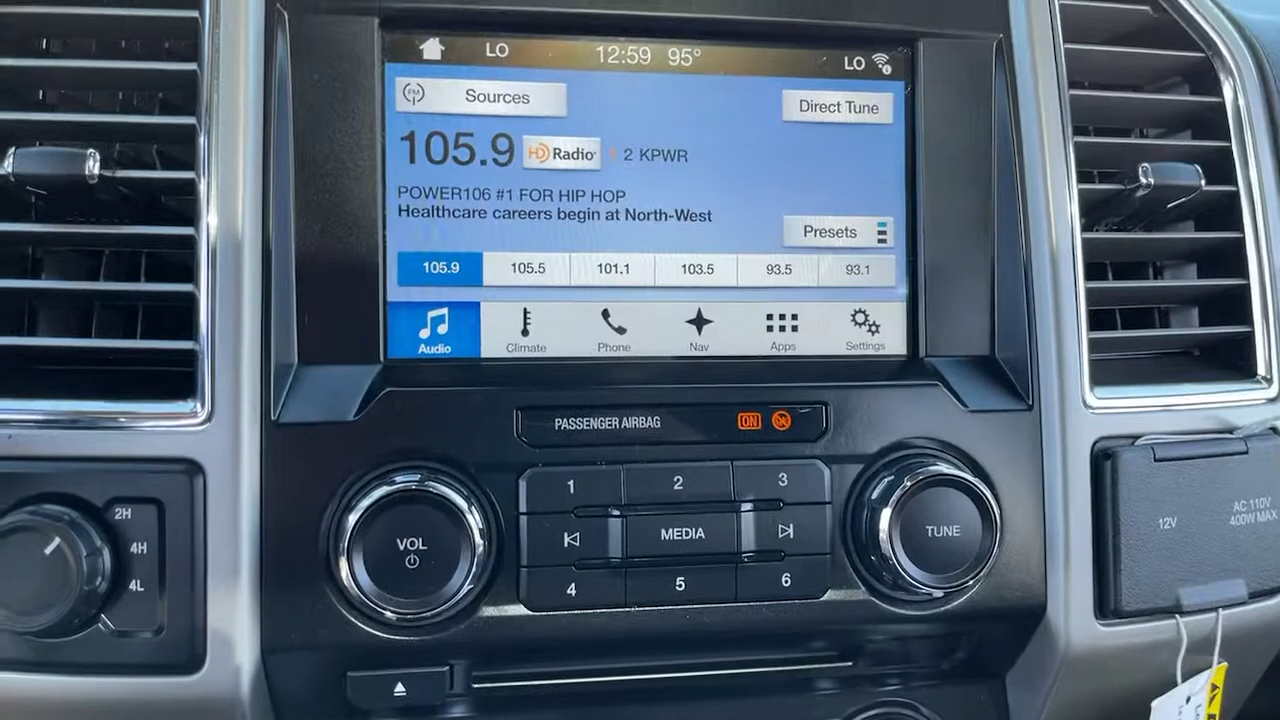 LO 12:59 95° LO
FM Sources
Direct Tune
105.9 HD Radio 2 KPWR
POWER106 #1 FOR HIP HOP
Healthcare careers begin at North-West
Presets
105.9 105.5 101.1 103.5 93.5 93.1
Audio Climate Phone Nav Apps Settings
PASSENGER AIRBAG ON
1 2 3
VOL MEDIA TUNE
4 5 6
2H
4H
4L
12V
AC 110V
400W MAX